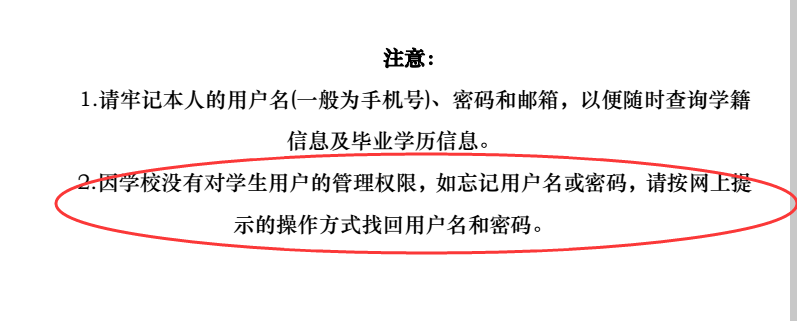 注意：
1.请牢记本人的用户名(一般为手机号)、密码和邮箱，以便随时查询学籍
信息及毕业学历信息。
2.因学校没有对学生用户的管理权限，如忘记用户名或密码，请按网上提
示的操作方式找回用户名和密码。